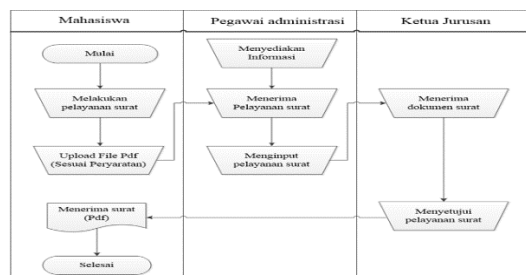 Mahasiswa
Pegawai administrasi
Ketua Jurusan
Mulai
Menyediakan
Informasi
Melakukan
pelayanan surat
Menerima
Pelayanan surat
Menerima
dokumen surat
Upload File Pdf
(Sesuai Peryaratan)
Menginput
pelayanan surat
Menerima surat
(Pdf)
Menyetujui
pelayanan surat
Selesai